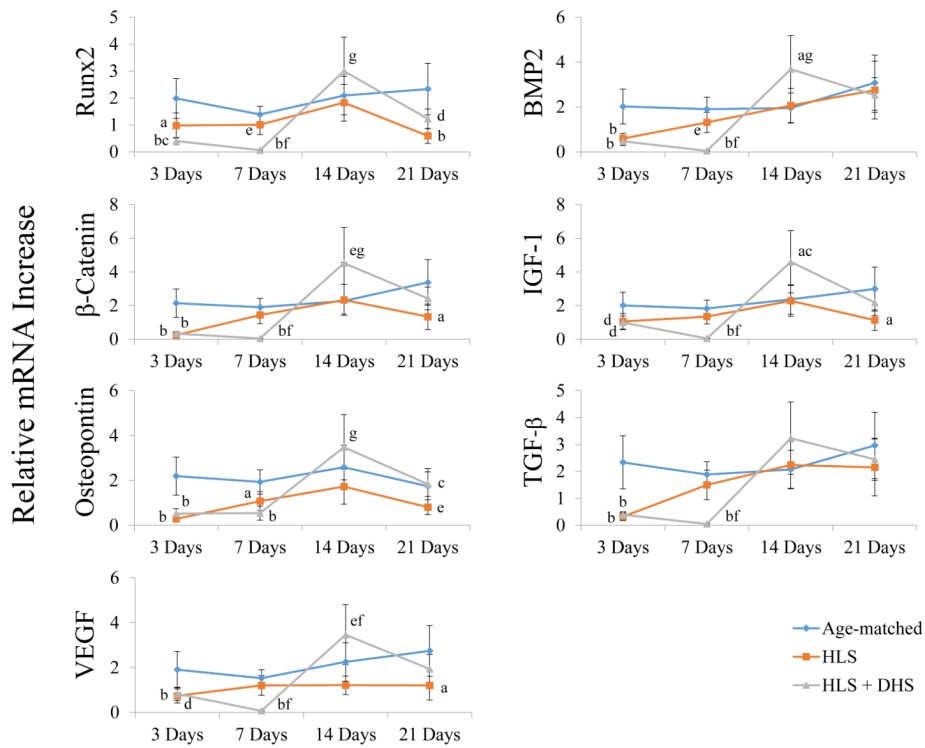 Relative mRNA Increase
Runx2
5
4
3
2
1
0
a
bc
e
bf
g
d
b
3 Days 7 Days 14 Days 21 Days
BMP2
6
4
2
0
b
b
e
bf
ag
3 Days 7 Days 14 Days 21 Days
β-Catenin
8
6
4
2
0
b
b
bf
eg
a
3 Days 7 Days 14 Days 21 Days
IGF-1
8
6
4
2
0
d
d
bf
ac
a
3 Days 7 Days 14 Days 21 Days
Osteopontin
6
4
2
0
b
b
a
b
g
c
e
3 Days 7 Days 14 Days 21 Days
TGF-β
5
4
3
2
1
0
b
b
bf
3 Days 7 Days 14 Days 21 Days
VEGF
6
4
2
0
b
d
bf
ef
a
3 Days 7 Days 14 Days 21 Days
Age-matched
HLS
HLS + DHS